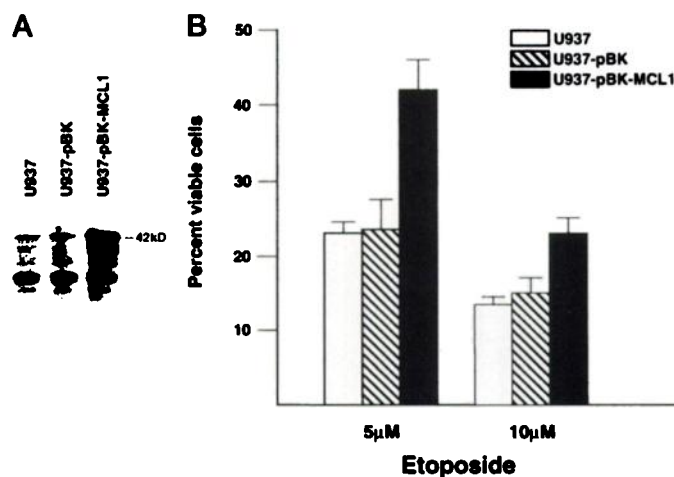 A
U937
U937-pBK
U937-pBK-MCL1
--42kD
B
50
40
30
20
10
Percent viable cells
U937
U937-pBK
U937-pBK-MCL1
5µM
10µM
Etoposide